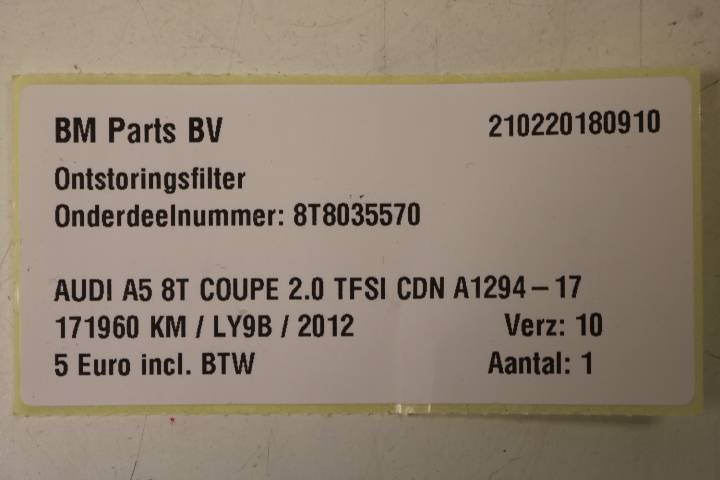 BM Parts BV 210220180910
Ontstoringsfilter
Onderdeelnummer: 8T8035570
AUDI A5 8T COUPE 2.0 TFSI CDN A1294-17
171960 KM / LY9B / 2012 Verz: 10
5 Euro incl. BTW Aantal: 1